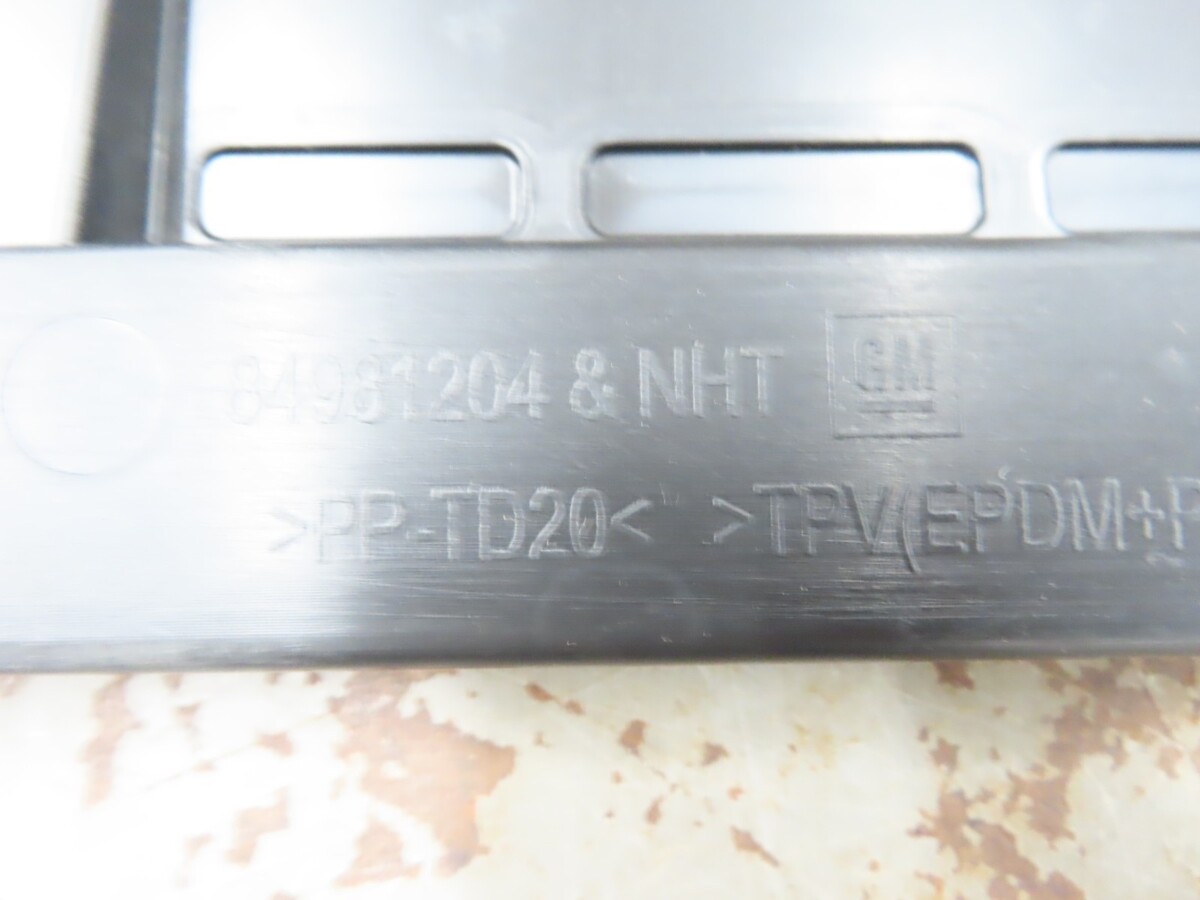 84981204 & NHT GM
>PP-TD20< >TPV(EPDM+P